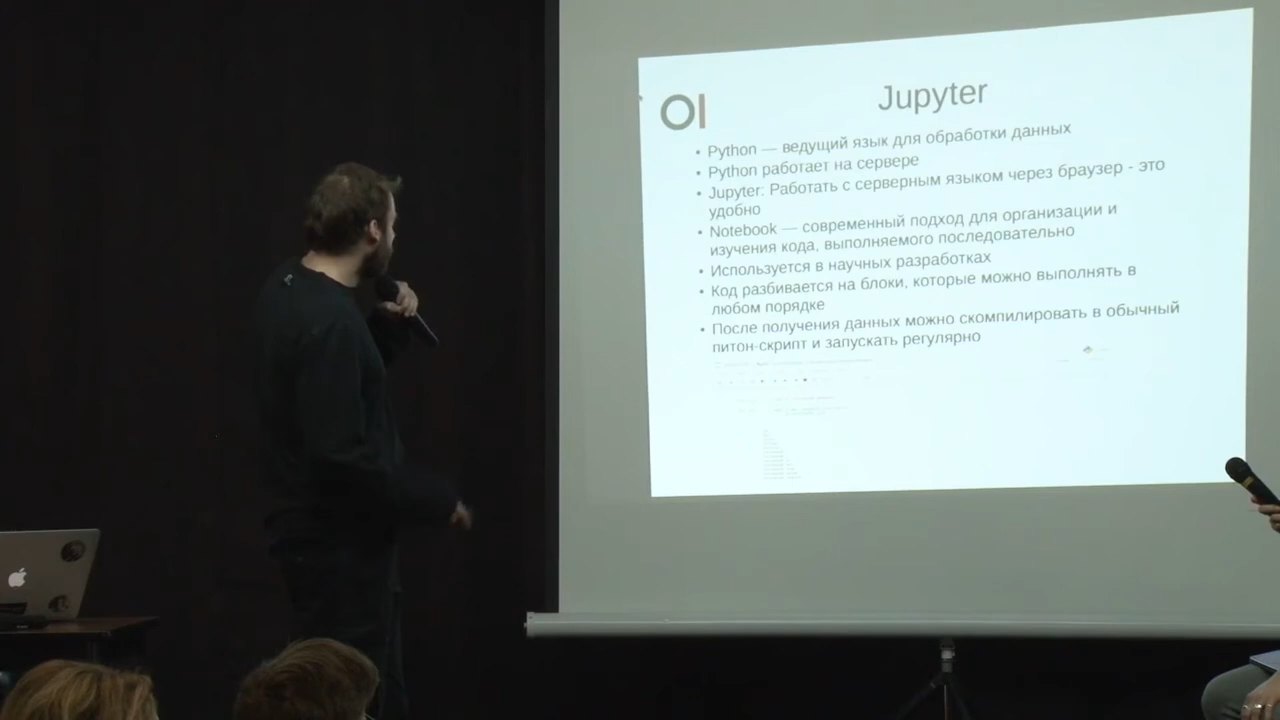 OI
Jupyter
• Python — ведущий язык для обработки данных
• Python работает на сервере
• Jupyter: Работать с серверным языком через браузер - это
удобно
• Notebook — современный подход для организации и
изучения кода, выполняемого последовательно
• Используется в научных разработках
• Код разбивается на блоки, которые можно выполнять в
любом порядке
• После получения данных можно скомпилировать в обычный
питон-скрипт и запускать регулярно